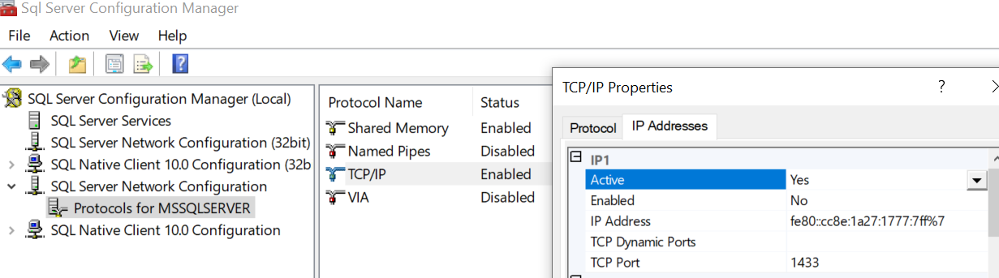 Sql Server Configuration Manager
File Action View Help
SQL Server Configuration Manager (Local)
SQL Server Services
SQL Server Network Configuration (32bit)
SQL Native Client 10.0 Configuration (32b
SQL Server Network Configuration
Protocols for MSSQLSERVER
SQL Native Client 10.0 Configuration
Protocol Name Status
Shared Memory Enabled
Named Pipes Disabled
TCP/IP Enabled
VIA Disabled
TCP/IP Properties ?
Protocol IP Addresses
IP1
Active Yes
Enabled No
IP Address fe80::cc8e:1a27:1777:7ff%7
TCP Dynamic Ports
TCP Port 1433